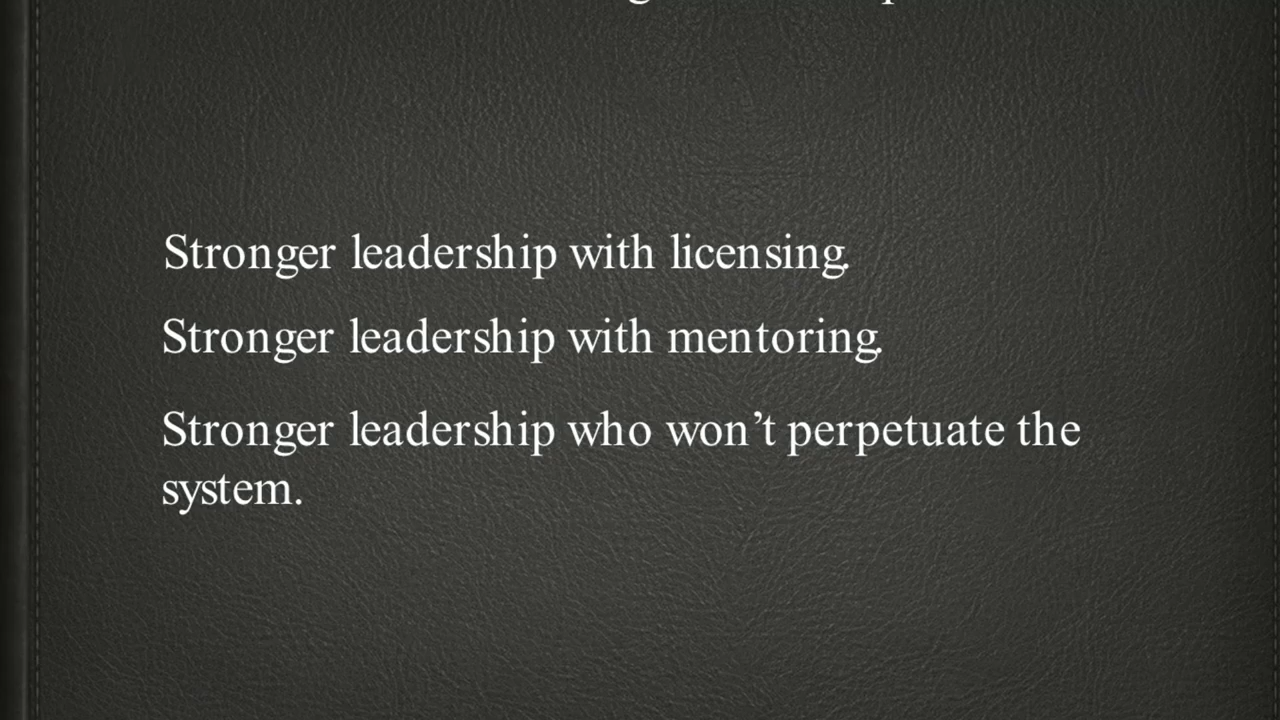 Stronger leadership with licensing.
Stronger leadership with mentoring.
Stronger leadership who won’t perpetuate the
system.